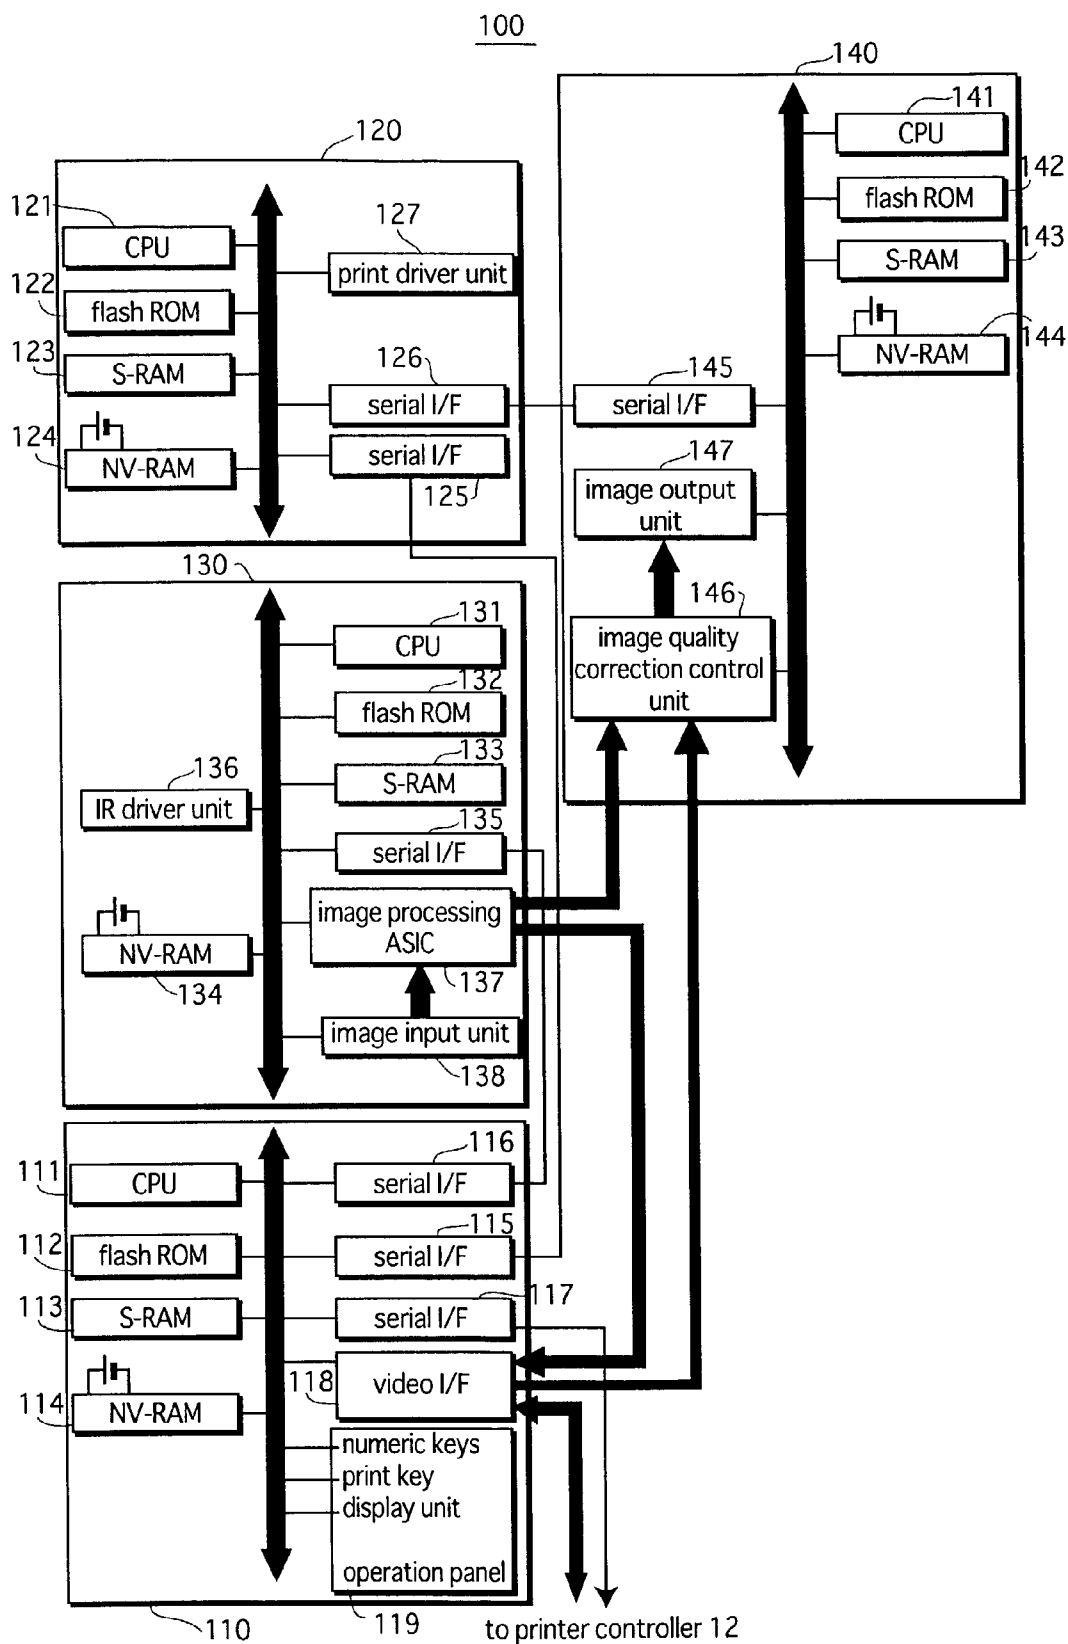 100
140
141
CPU
142
flash ROM
143
S-RAM
144
NV-RAM
145
serial I/F
147
image output
unit
146
image quality
correction control
unit
120
121
CPU
127
print driver unit
122
flash ROM
123
S-RAM
126
serial I/F
124
NV-RAM
serial I/F
125
130
131
CPU
132
flash ROM
133
S-RAM
136
IR driver unit
135
serial I/F
image processing
ASIC
137
NV-RAM
134
image input unit
138
116
111
CPU
serial I/F
115
112
flash ROM
serial I/F
117
113
S-RAM
serial I/F
118
video I/F
114
NV-RAM
numeric keys
print key
display unit
operation panel
110
119
to printer controller 12